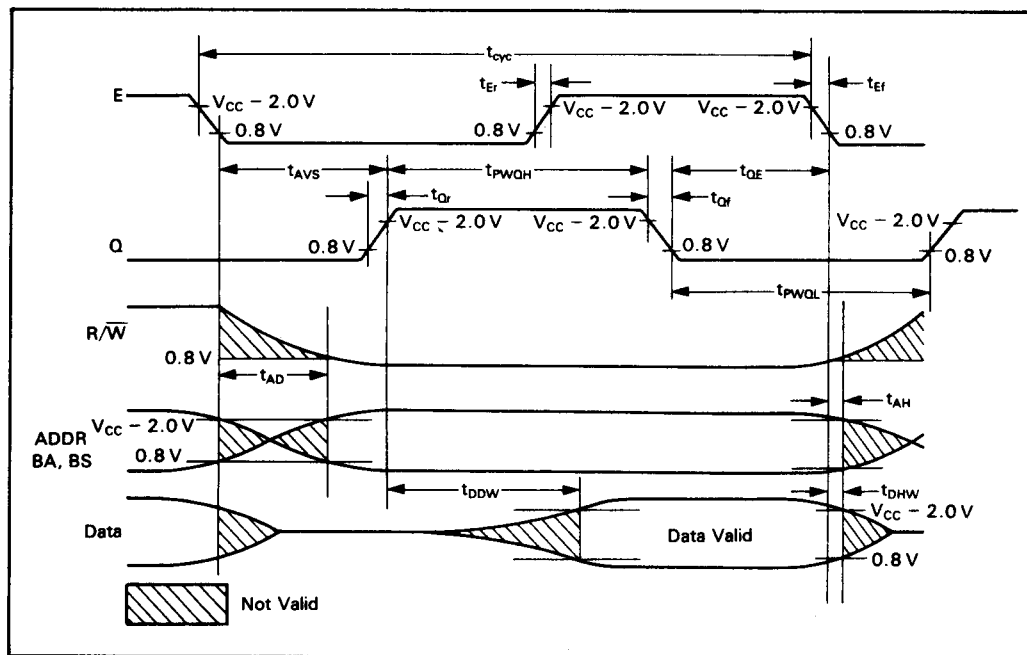 t_cyc
t_Er
t_Ef
E
V_CC − 2.0 V
V_CC − 2.0 V
V_CC − 2.0 V
0.8 V
0.8 V
0.8 V
t_AVS
t_PWQH
t_QE
t_Qr
t_Qf
V_CC − 2.0 V
V_CC − 2.0 V
V_CC − 2.0 V
Q
0.8 V
0.8 V
0.8 V
t_PWQL
R/W̅
0.8 V
t_AD
t_AH
V_CC − 2.0 V
ADDR
BA, BS
0.8 V
t_DDW
t_DHW
V_CC − 2.0 V
Data
Data Valid
0.8 V
Not Valid